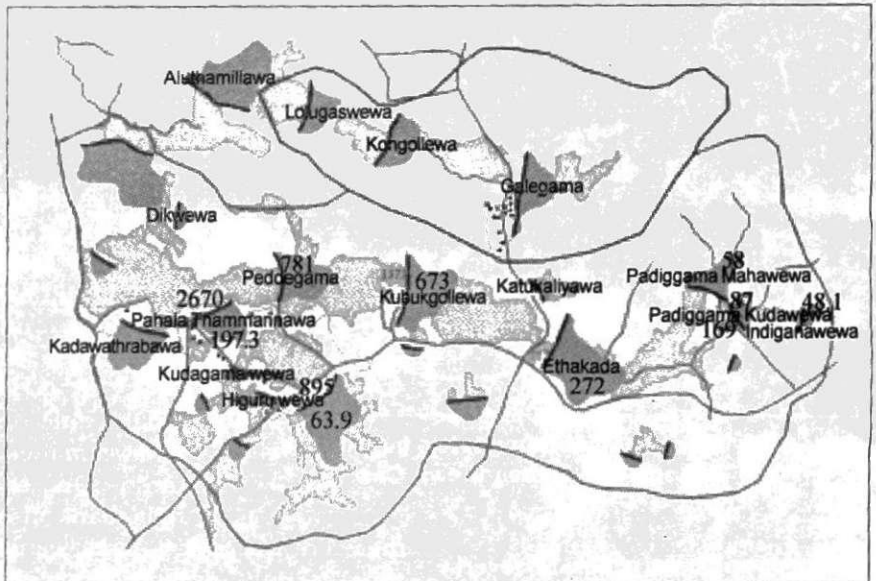 Aluthamillawa
Lolugaswewa
Kongollewa
Galegama
Dikwewa
781
Peddegama
673
Kubukgollewa
Katukaliyawa
58
Padiggama Mahawewa
2670
Pahala Thammannawa
197.3
87
48.1
Padiggama Kudawewa
169
Indiganawewa
Kadawathrabawa
Kudagama wewa
895
Higuru wewa
63.9
Ethakada
272